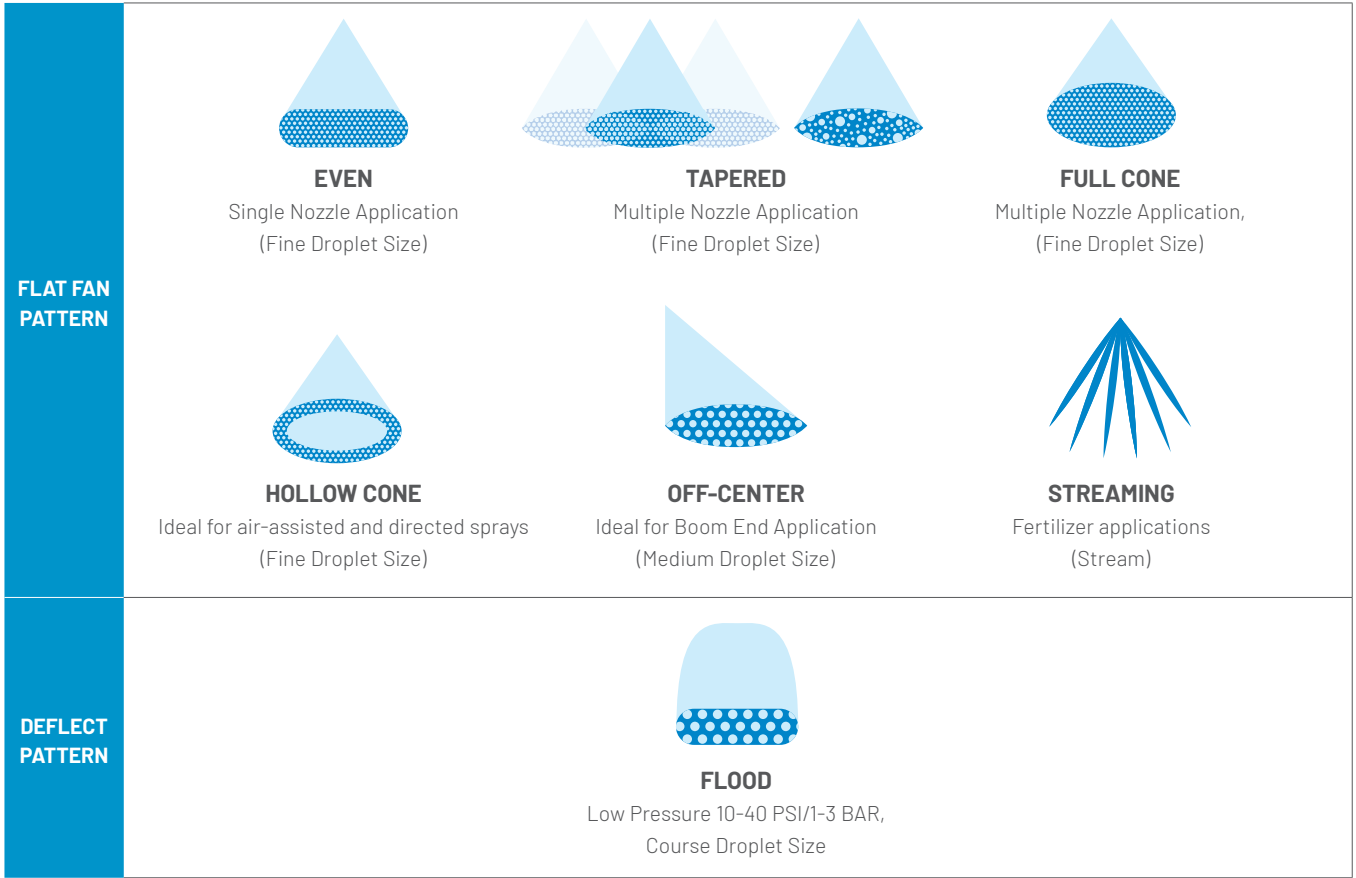 FLAT FAN
PATTERN
EVEN
Single Nozzle Application
(Fine Droplet Size)
TAPERED
Multiple Nozzle Application
(Fine Droplet Size)
FULL CONE
Multiple Nozzle Application,
(Fine Droplet Size)
HOLLOW CONE
Ideal for air-assisted and directed sprays
(Fine Droplet Size)
OFF-CENTER
Ideal for Boom End Application
(Medium Droplet Size)
STREAMING
Fertilizer applications
(Stream)
DEFLECT
PATTERN
FLOOD
Low Pressure 10-40 PSI/1-3 BAR,
Course Droplet Size